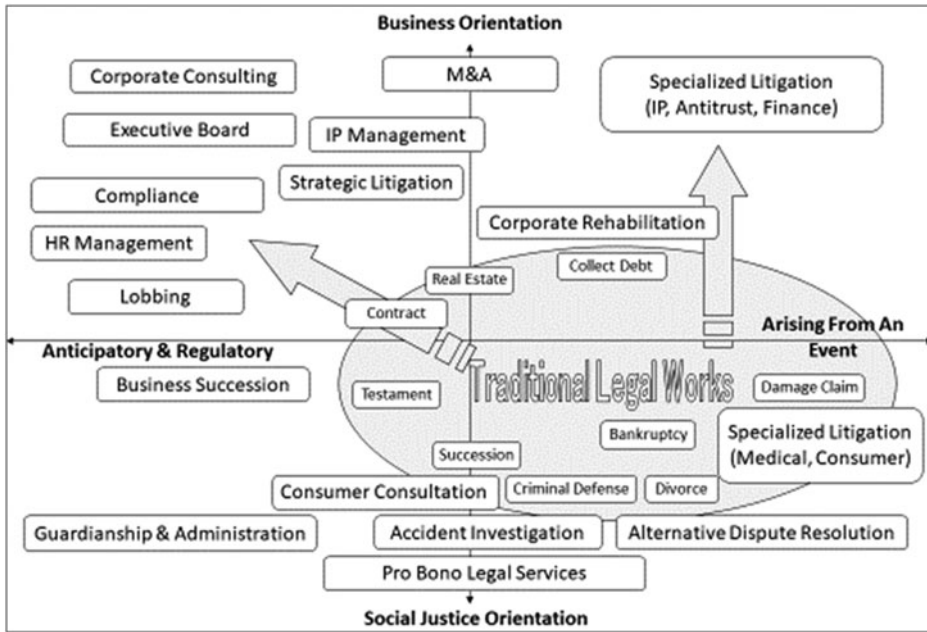 Business Orientation
Corporate Consulting
M&A
Specialized Litigation
(IP, Antitrust, Finance)
Executive Board
IP Management
Strategic Litigation
Compliance
Corporate Rehabilitation
HR Management
Collect Debt
Real Estate
Lobbing
Contract
Arising From An
Event
Anticipatory & Regulatory
Business Succession
Traditional Legal Works
Testament
Damage Claim
Bankruptcy
Specialized Litigation
(Medical, Consumer)
Succession
Consumer Consultation
Criminal Defense
Divorce
Guardianship & Administration
Accident Investigation
Alternative Dispute Resolution
Pro Bono Legal Services
Social Justice Orientation